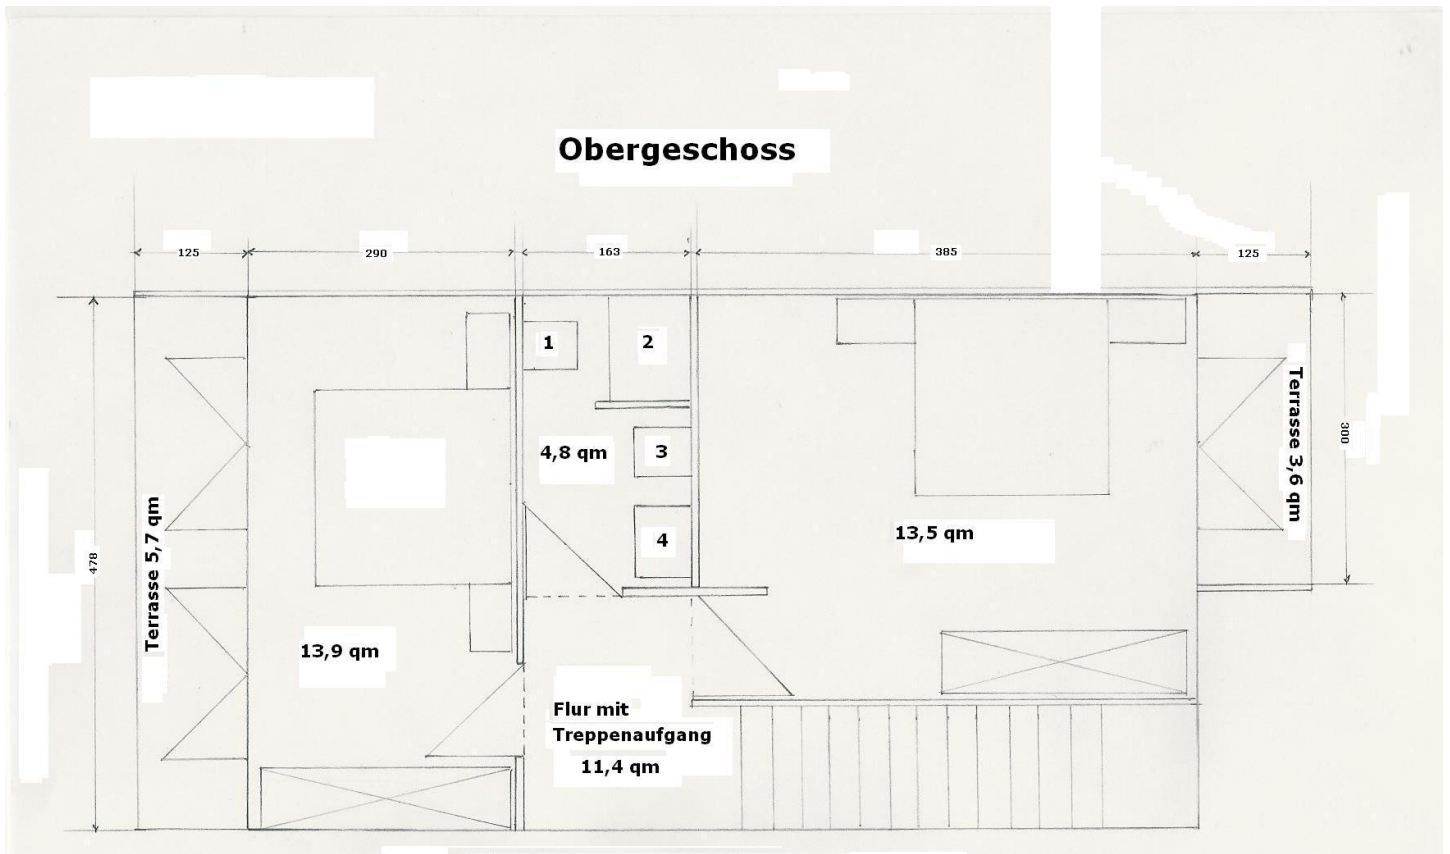 Obergeschoss
125
290
163
385
125
1
2
3
4
4,8 qm
13,5 qm
13,9 qm
Terrasse 5,7 qm
Terrasse 3,6 qm
478
300
Flur mit
Treppenaufgang
11,4 qm